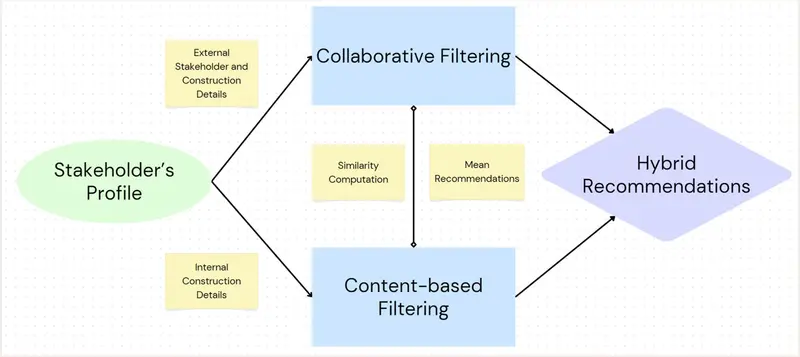 External
Stakeholder and
Construction
Details
Collaborative Filtering
Stakeholder's
Profile
Similarity
Computation
Mean
Recommendations
Hybrid
Recommendations
Internal
Construction
Details
Content-based
Filtering